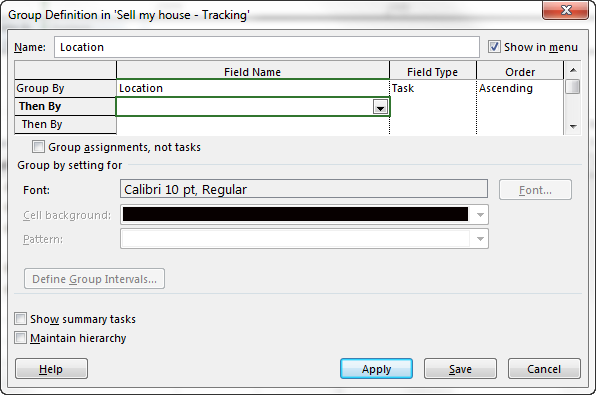 Group Definition in 'Sell my house - Tracking'
Name: Location Show in menu
Field Name Field Type Order
Group By Location Task Ascending
Then By
Then By
Group assignments, not tasks
Group by setting for
Font: Calibri 10 pt, Regular Font...
Cell background:
Pattern:
Define Group Intervals...
Show summary tasks
Maintain hierarchy
Help Apply Save Cancel